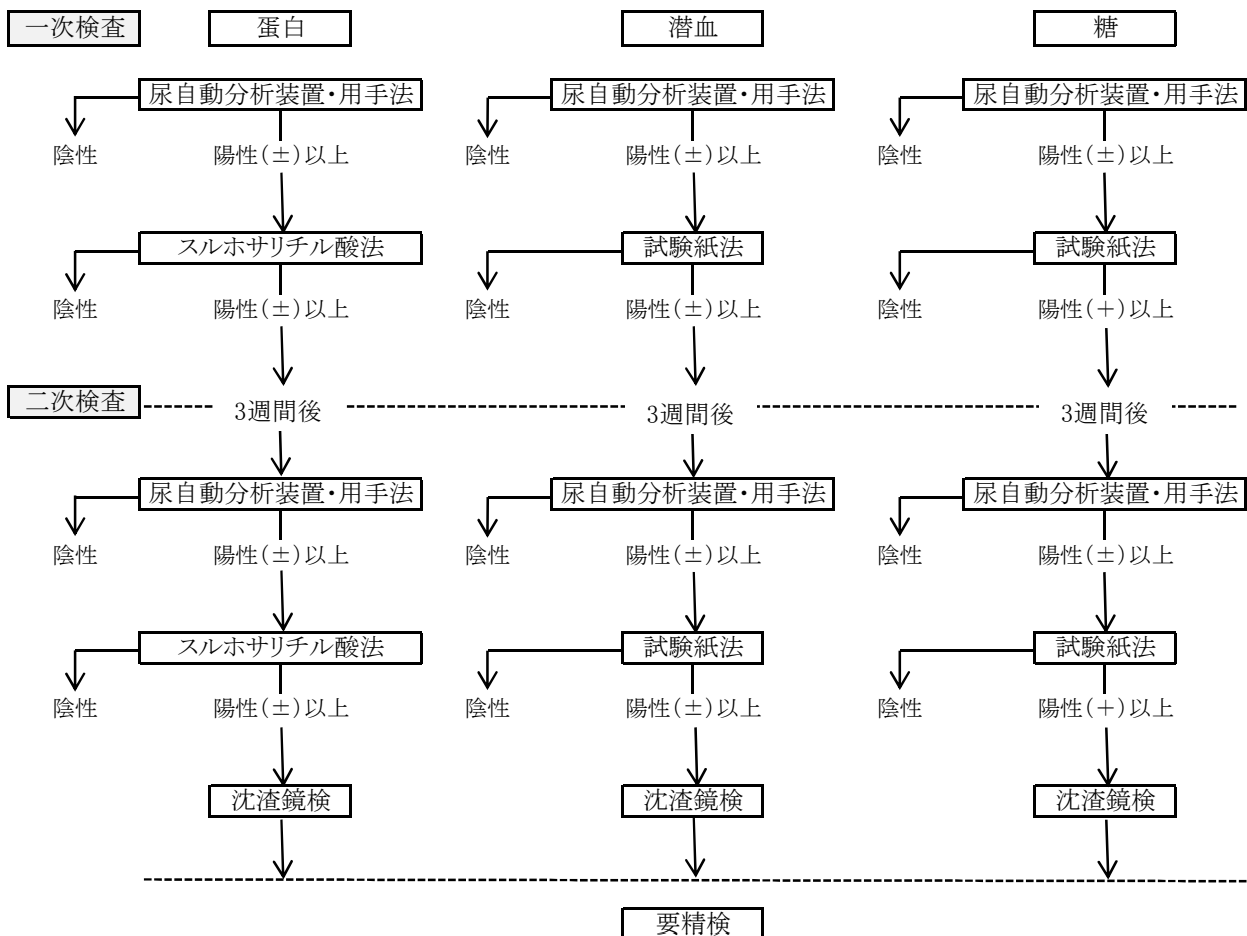 一次検査 蛋白 潜血 糖
尿自動分析装置・用手法 尿自動分析装置・用手法 尿自動分析装置・用手法
陰性 陽性(±)以上 陰性 陽性(±)以上 陰性 陽性(±)以上
スルホサリチル酸法 試験紙法 試験紙法
陰性 陽性(±)以上 陰性 陽性(±)以上 陰性 陽性(+)以上
二次検査 3週間後 3週間後 3週間後
尿自動分析装置・用手法 尿自動分析装置・用手法 尿自動分析装置・用手法
陰性 陽性(±)以上 陰性 陽性(±)以上 陰性 陽性(±)以上
スルホサリチル酸法 試験紙法 試験紙法
陰性 陽性(±)以上 陰性 陽性(±)以上 陰性 陽性(+)以上
沈渣鏡検 沈渣鏡検 沈渣鏡検
要精検